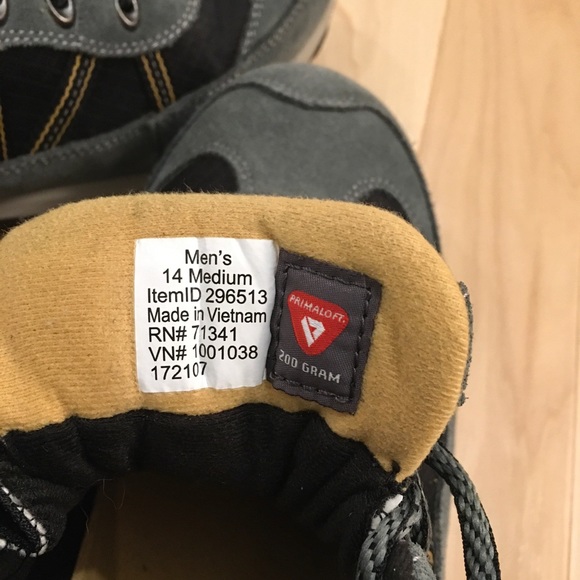 Men's
14 Medium
ItemID 296513
Made in Vietnam
RN# 71341
VN# 1001038
172107
PRIMALOFT.
200 GRAM